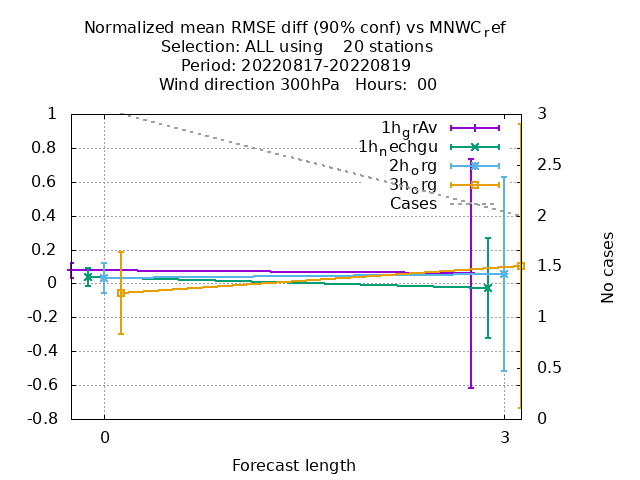 Normalized mean RMSE diff (90% conf) vs MNWC_ref
Selection: ALL using    20 stations
Period: 20220817-20220819
Wind direction 300hPa   Hours:  00
1h_grAv
1h_nechgu
2h_org
3h_org
Cases
1
0.8
0.6
0.4
0.2
0
-0.2
-0.4
-0.6
-0.8
3
2.5
2
1.5
1
0.5
0
No cases
0
3
Forecast length